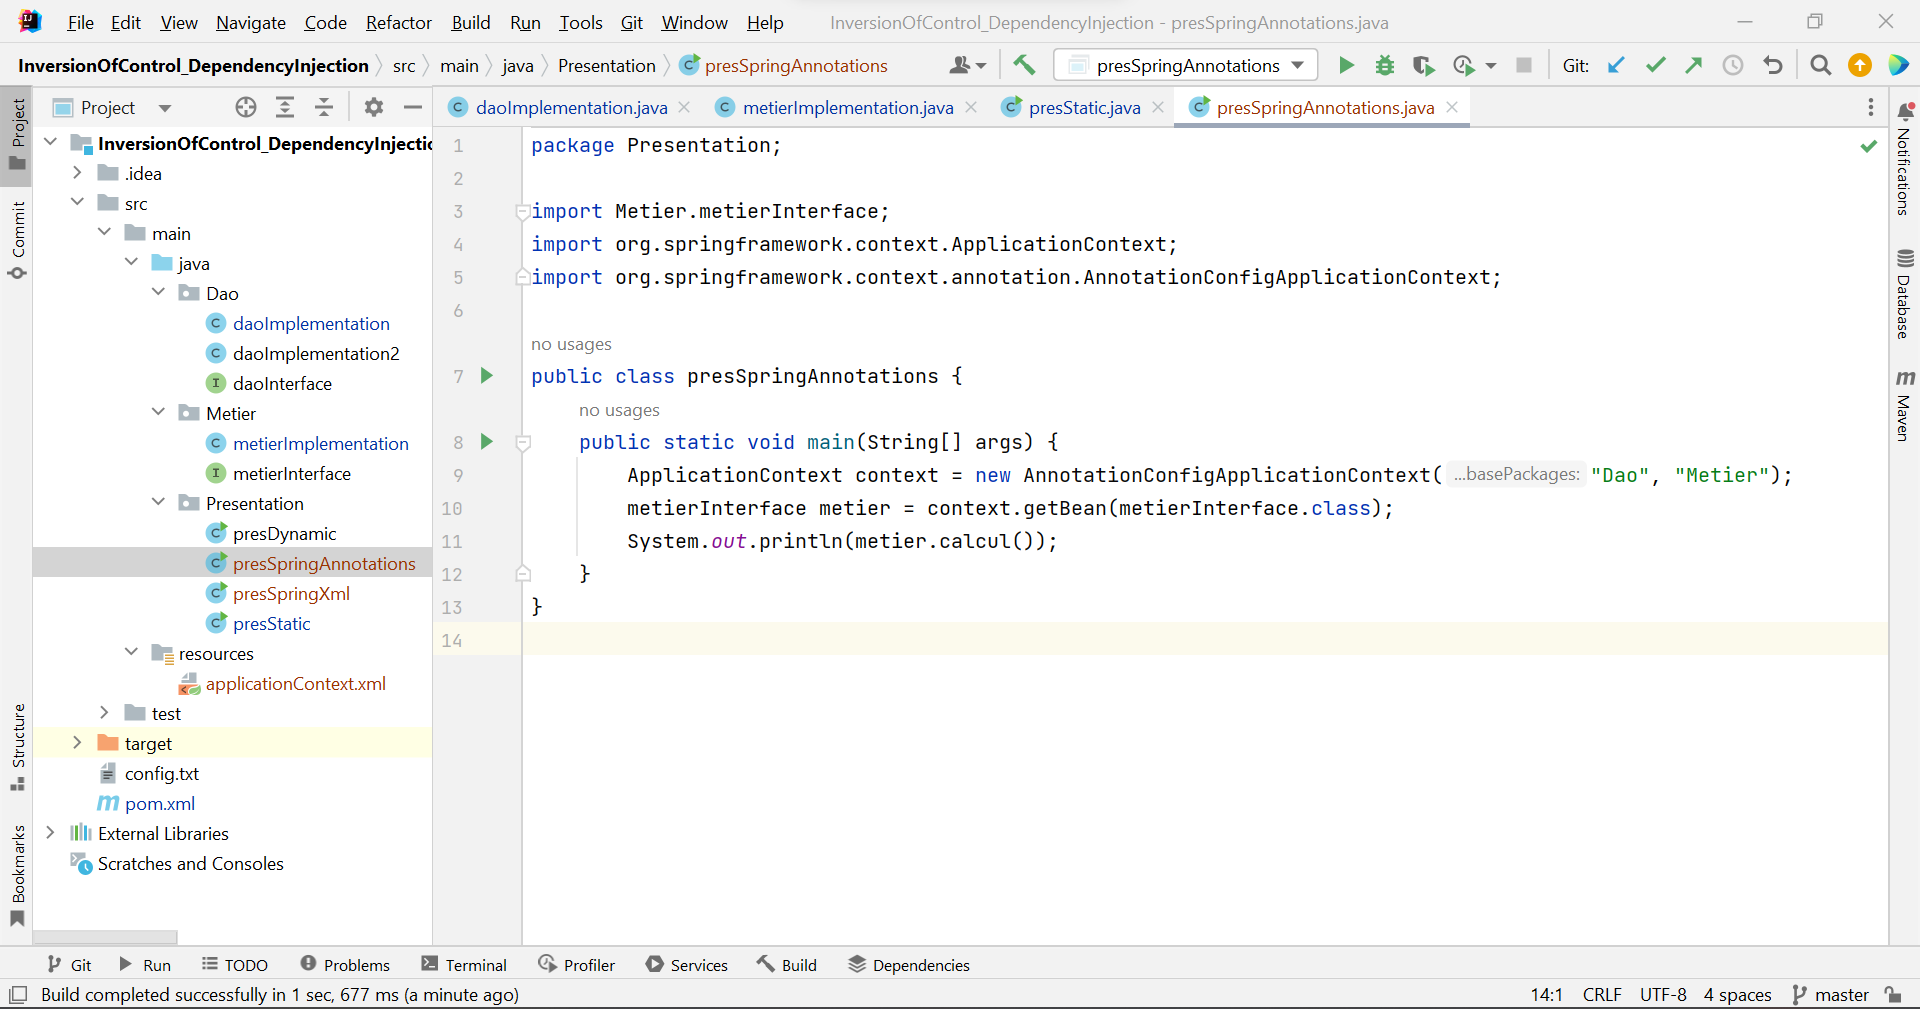 File Edit View Navigate Code Refactor Build Run Tools Git Window Help InversionOfControl_DependencyInjection - presSpringAnnotations.java
InversionOfControl_DependencyInjection src main java Presentation presSpringAnnotations presSpringAnnotations Git:
Project
daoImplementation.java metierImplementation.java presStatic.java presSpringAnnotations.java
Project
Commit
Structure
Bookmarks
InversionOfControl_DependencyInjectic
.idea
src
main
java
Dao
daoImplementation
daoImplementation2
daoInterface
Metier
metierImplementation
metierInterface
Presentation
presDynamic
presSpringAnnotations
presSpringXml
presStatic
resources
applicationContext.xml
test
target
config.txt
pom.xml
External Libraries
Scratches and Consoles
1 package Presentation;
2
3 import Metier.metierInterface;
4 import org.springframework.context.ApplicationContext;
5 import org.springframework.context.annotation.AnnotationConfigApplicationContext;
6
no usages
7 public class presSpringAnnotations {
no usages
8 public static void main(String[] args) {
9 ApplicationContext context = new AnnotationConfigApplicationContext( ...basePackages: "Dao", "Metier");
10 metierInterface metier = context.getBean(metierInterface.class);
11 System.out.println(metier.calcul());
12 }
13 }
14
Notifications
Database
Maven
Git Run TODO Problems Terminal Profiler Services Build Dependencies
Build completed successfully in 1 sec, 677 ms (a minute ago) 14:1 CRLF UTF-8 4 spaces master